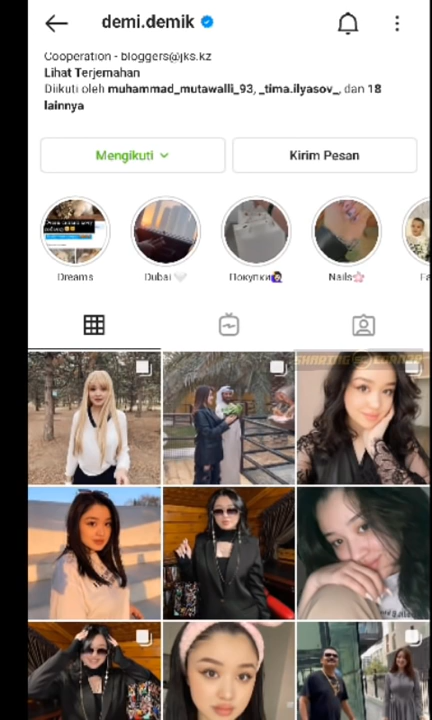 demi.demik
Cooperation - bloggers@jks.kz
Lihat Terjemahan
Diikuti oleh muhammad_mutawalli_93, _tima.ilyasov_, dan 18
lainnya
Mengikuti
Kirim Pesan
Dreams
Dubai 🤍
Покупки🙋🏻‍♀️
Nails🌸